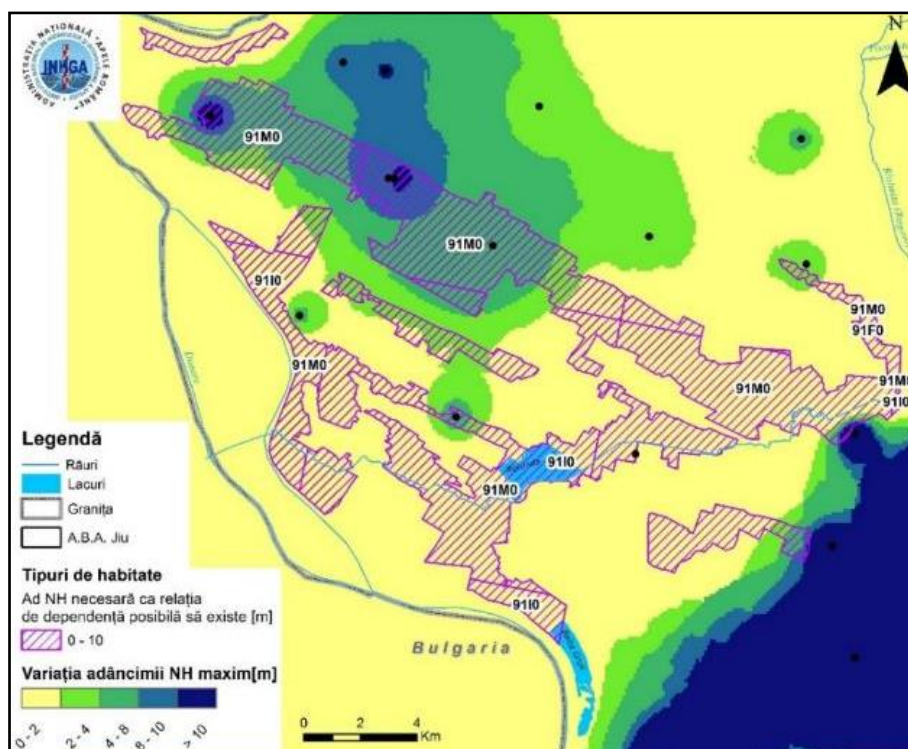 ADMINISTRAȚIA NAȚIONALĂ "APELE ROMÂNE"
INHGA
N
91M0
91M0
91I0
91M0
91M0
91F0
91M0
91I0
91M0
91I0
91M0
91I0
Dunăre
Bulgaria
Legendă
Râuri
Lacuri
Granița
A.B.A. Jiu
Tipuri de habitate
Ad NH necesară ca relația
de dependență posibilă să existe [m]
0 - 10
Variația adâncimii NH maxim[m]
0 - 2
2 - 4
4 - 8
8 - 10
> 10
0 2 4
Km